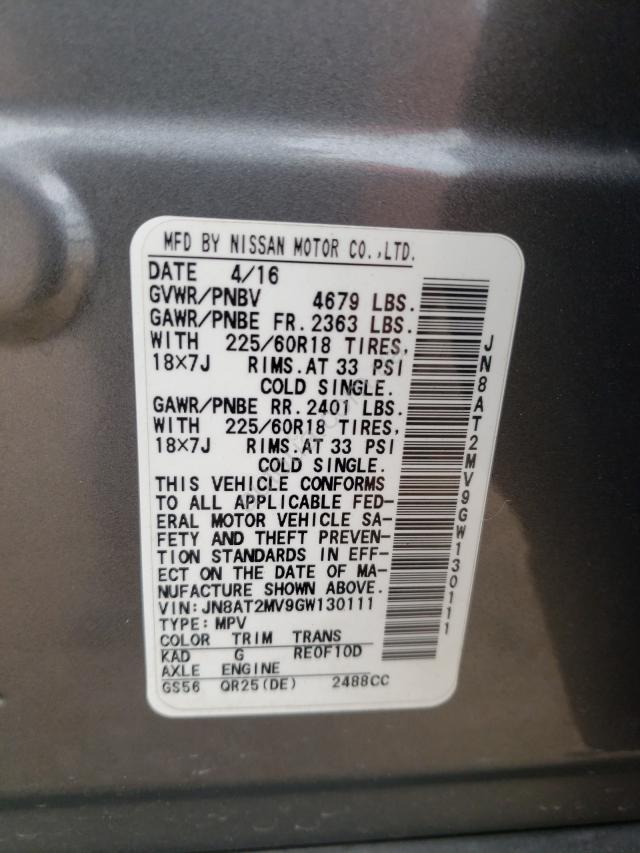 MFD BY NISSAN MOTOR CO.,LTD.
DATE 4/16
GVWR/PNBV 4679 LBS.
GAWR/PNBE FR.2363 LBS.
WITH 225/60R18 TIRES,
18×7J RIMS.AT 33 PSI
COLD SINGLE.
GAWR/PNBE RR.2401 LBS.
WITH 225/60R18 TIRES,
18×7J RIMS.AT 33 PSI
COLD SINGLE.
THIS VEHICLE CONFORMS
TO ALL APPLICABLE FED-
ERAL MOTOR VEHICLE SA-
FETY AND THEFT PREVEN-
TION STANDARDS IN EFF-
ECT ON THE DATE OF MA-
NUFACTURE SHOWN ABOVE.
VIN:JN8AT2MV9GW130111
TYPE:MPV
COLOR TRIM TRANS
KAD G RE0F10D
AXLE ENGINE
GS56 QR25(DE) 2488CC
JN8AT2MV9GW130111